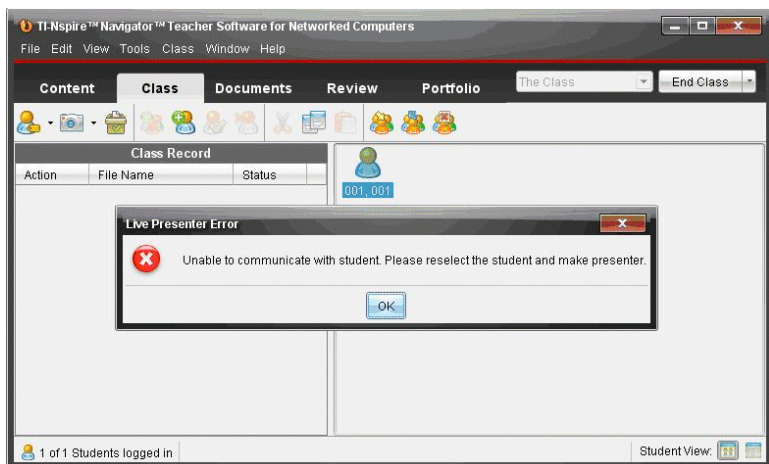 TI-Nspire™ Navigator™ Teacher Software for Networked Computers
File Edit View Tools Class Window Help
Content Class Documents Review Portfolio The Class End Class
Class Record
Action File Name Status
001, 001
Live Presenter Error
Unable to communicate with student. Please reselect the student and make presenter.
OK
1 of 1 Students logged in Student View: